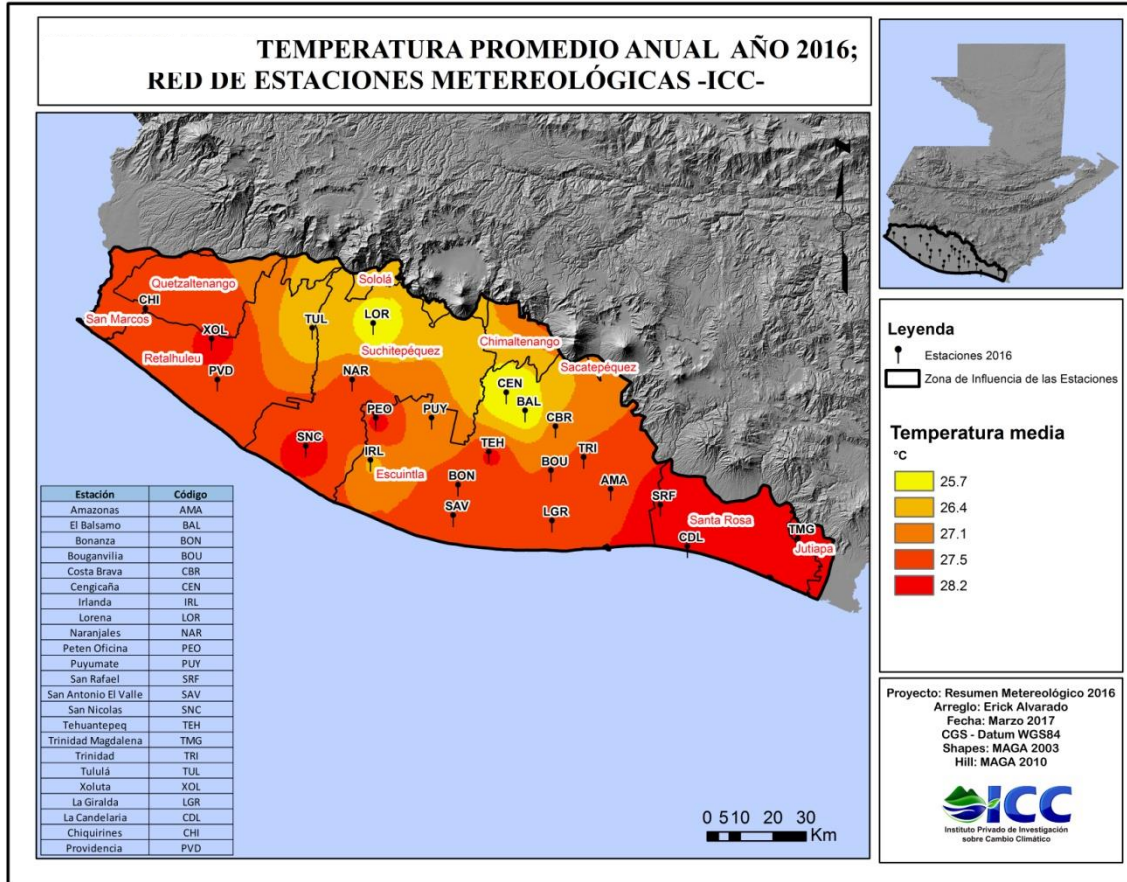 TEMPERATURA PROMEDIO ANUAL AÑO 2016;
RED DE ESTACIONES METEREOLÓGICAS -ICC-
Quetzaltenango
CHI
San Marcos
XOL
Retalhuleu
PVD
TUL
Sololá
LOR
Suchitepéquez
Chimaltenango
Sacatepéquez
NAR
CEN
BAL
PEO
PUY
CBR
SNC
TEH
TRI
IRL
BOU
Escuintla
BON
AMA
SRF
SAV
LGR
Santa Rosa
TMG
CDL
Jutiapa
Estación Código
Amazonas AMA
El Balsamo BAL
Bonanza BON
Bouganvilia BOU
Costa Brava CBR
Cengicaña CEN
Irlanda IRL
Lorena LOR
Naranjales NAR
Peten Oficina PEO
Puyumate PUY
San Rafael SRF
San Antonio El Valle SAV
San Nicolas SNC
Tehuantepeq TEH
Trinidad Magdalena TMG
Trinidad TRI
Tululá TUL
Xoluta XOL
La Giralda LGR
La Candelaria CDL
Chiquirines CHI
Providencia PVD
0 5 10 20 30
Km
Leyenda
Estaciones 2016
Zona de Influencia de las Estaciones
Temperatura media
°C
25.7
26.4
27.1
27.5
28.2
Proyecto: Resumen Metereológico 2016
Arreglo: Erick Alvarado
Fecha: Marzo 2017
CGS - Datum WGS84
Shapes: MAGA 2003
Hill: MAGA 2010
ICC
Instituto Privado de Investigación
sobre Cambio Climático